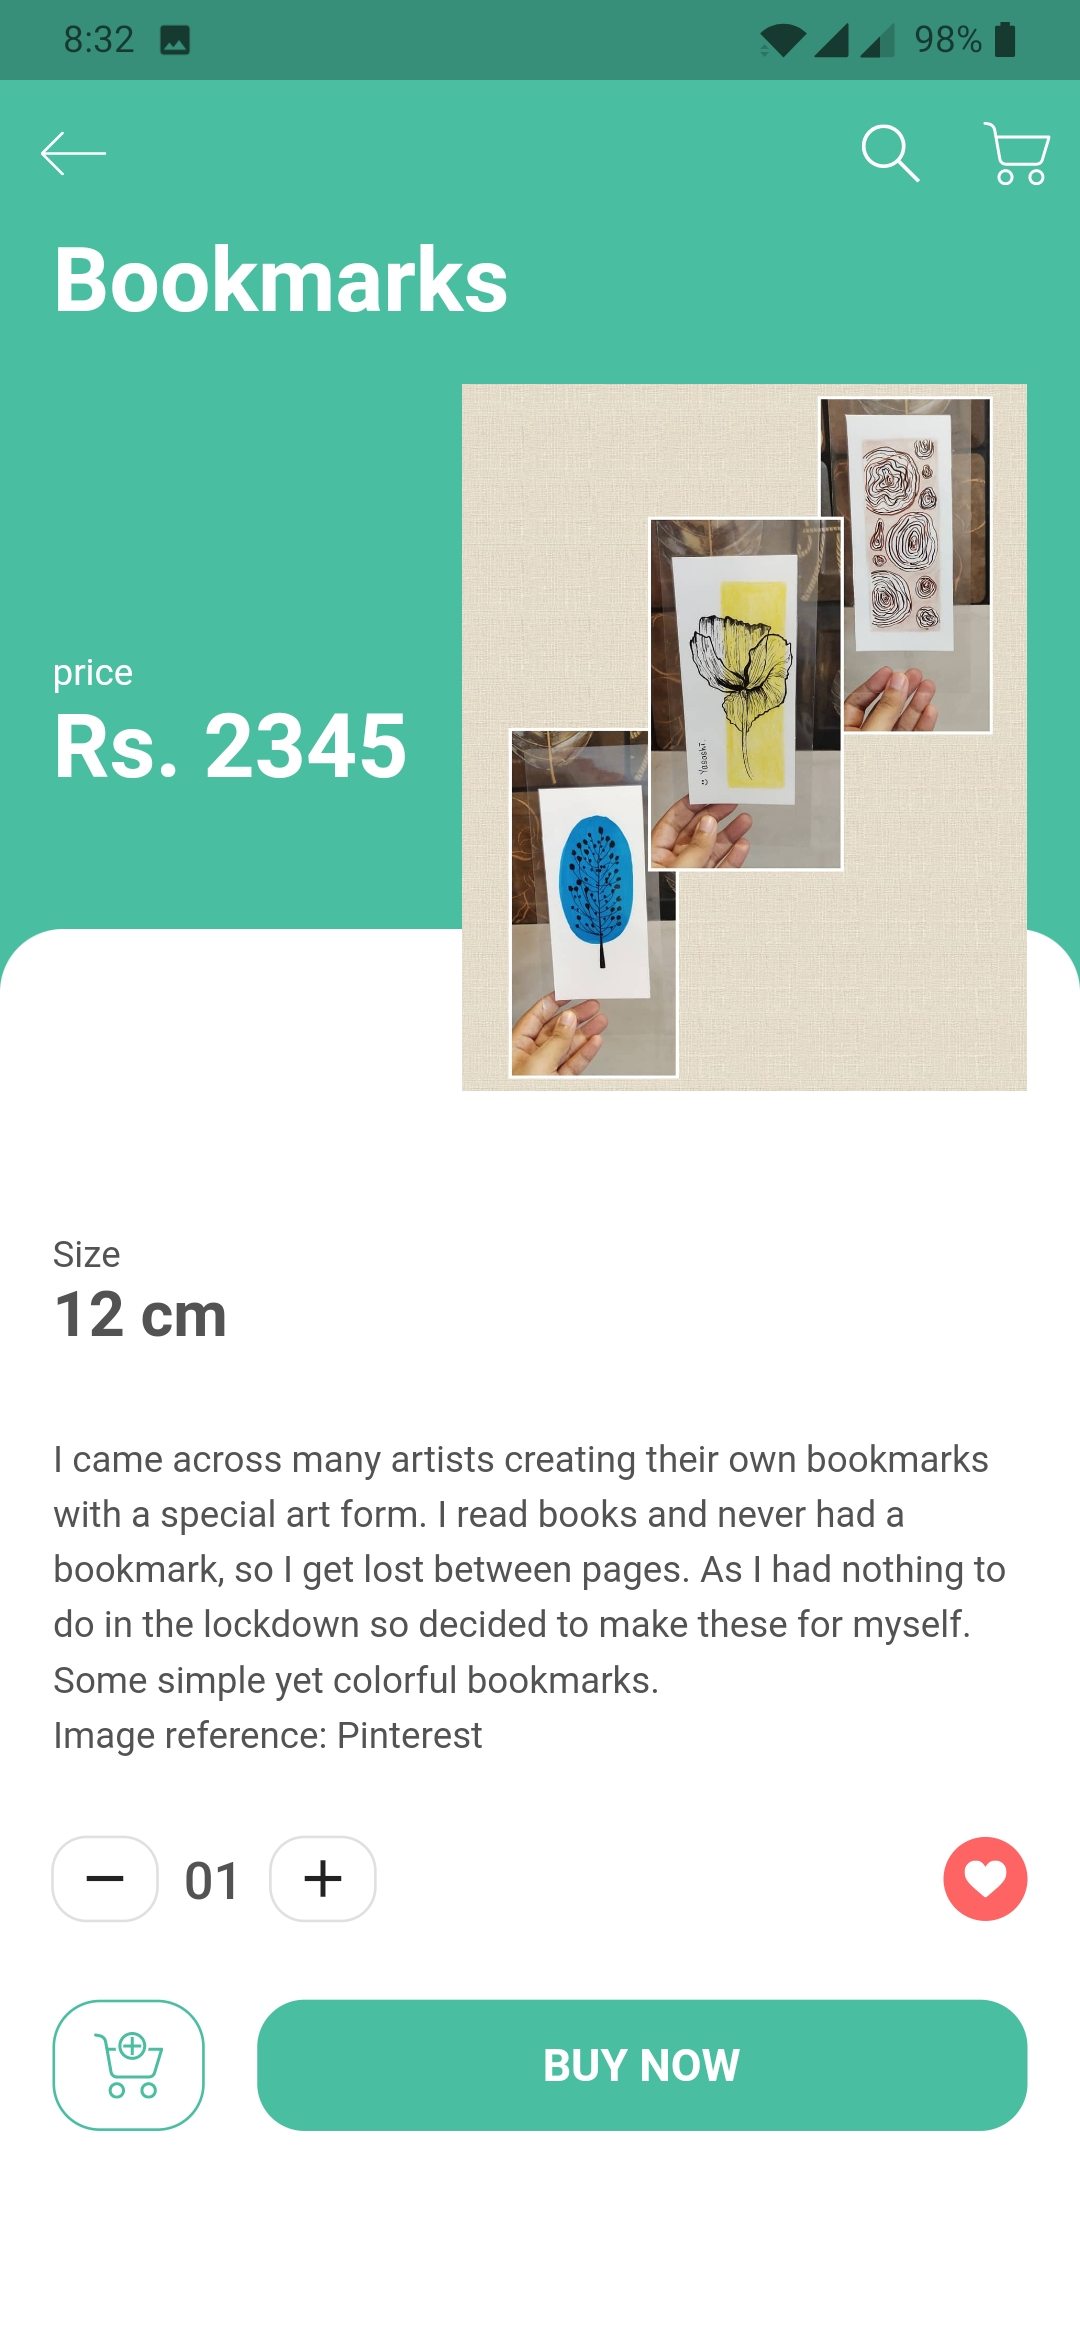 8:32
98%
Bookmarks
price
Rs. 2345
Yasashi.
Size
12 cm
I came across many artists creating their own bookmarks
with a special art form. I read books and never had a
bookmark, so I get lost between pages. As I had nothing to
do in the lockdown so decided to make these for myself.
Some simple yet colorful bookmarks.
Image reference: Pinterest
01
BUY NOW